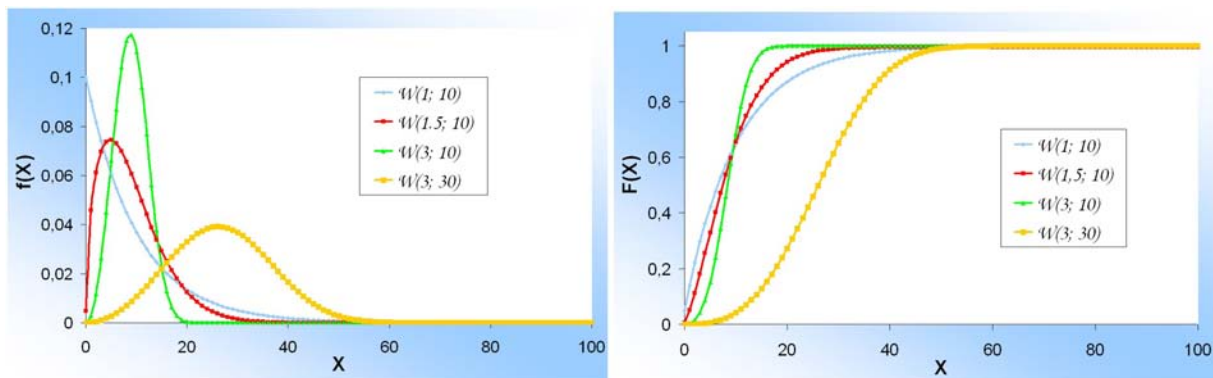 0,12
0,1
0,08
0,06
0,04
0,02
0
f(X)
0 20 40 60 80 100
X
W(1; 10)
W(1.5; 10)
W(3; 10)
W(3; 30)
1
0,8
0,6
0,4
0,2
0
F(X)
0 20 40 60 80 100
X
W(1; 10)
W(1,5; 10)
W(3; 10)
W(3; 30)